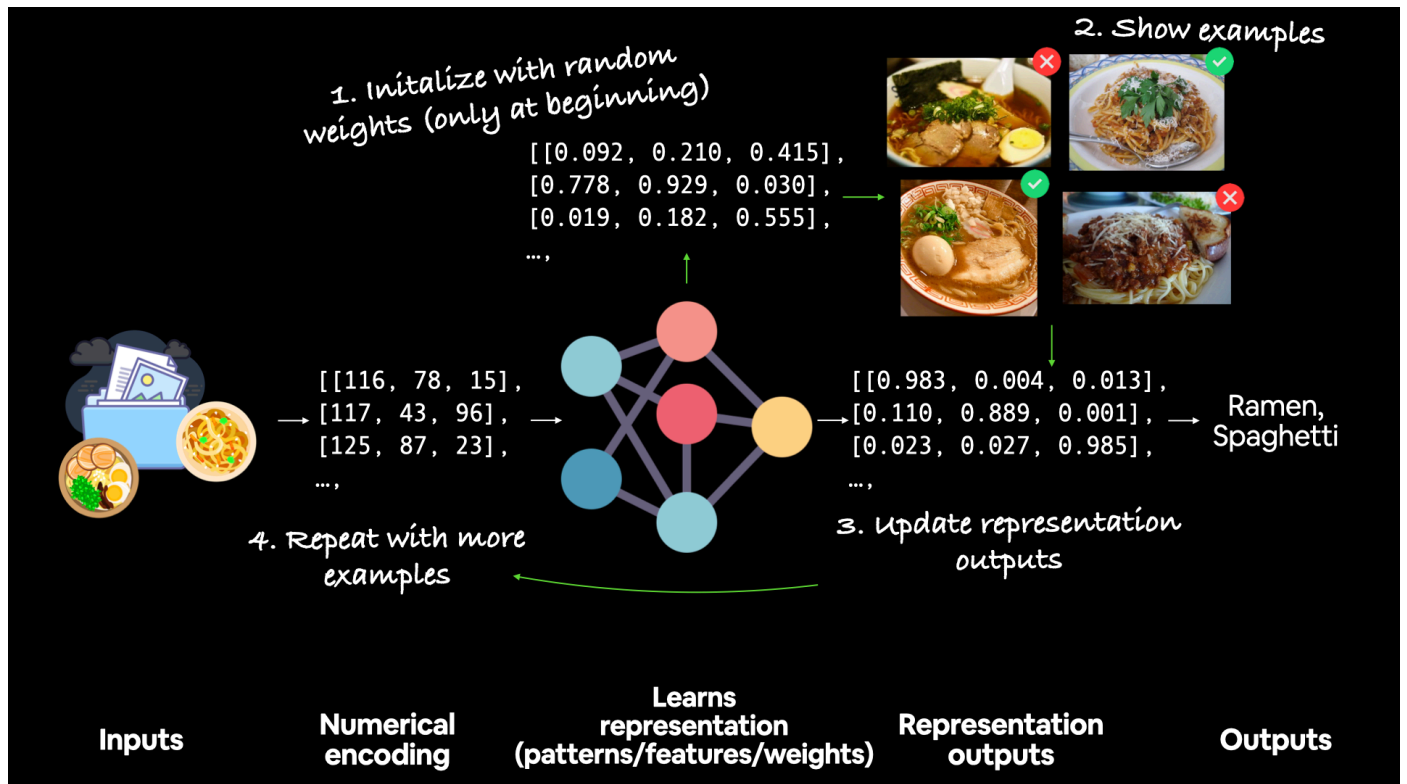 2. Show examples
1. Initalize with random
weights (only at beginning)
[[0.092, 0.210, 0.415],
[0.778, 0.929, 0.030],
[0.019, 0.182, 0.555],
…,
[[116, 78, 15],
[117, 43, 96],
[125, 87, 23],
…,
[[0.983, 0.004, 0.013],
[0.110, 0.889, 0.001],
[0.023, 0.027, 0.985],
…,
Ramen,
Spaghetti
4. Repeat with more
examples
3. Update representation
outputs
Inputs
Numerical
encoding
Learns
representation
(patterns/features/weights)
Representation
outputs
Outputs